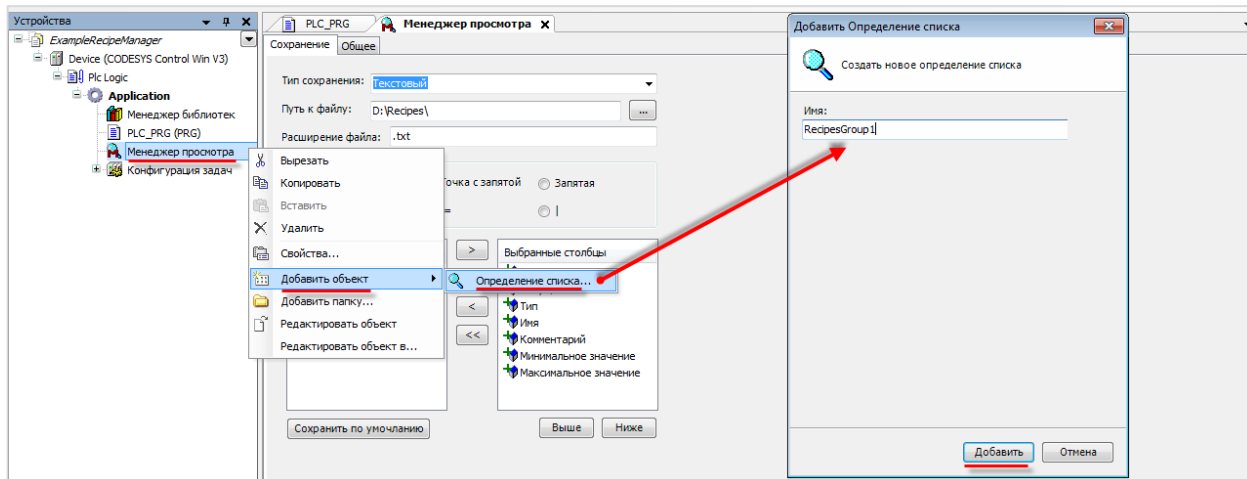 Устройства
ExampleRecipeManager
Device (CODESYS Control Win V3)
Plc Logic
Application
Менеджер библиотек
PLC_PRG (PRG)
Менеджер просмотра
Конфигурация задач
PLC_PRG
Менеджер просмотра
Сохранение Общее
Тип сохранения: Текстовый
Путь к файлу: D:\Recipes\ ...
Расширение файла: .txt
очка с запятой Запятая
= |
> Выбранные столбцы
Тип
< Имя
<< Комментарий
Минимальное значение
Максимальное значение
Сохранить по умолчанию Выше Ниже
Вырезать
Копировать
Вставить
Удалить
Свойства...
Добавить объект
Добавить папку...
Редактировать объект
Редактировать объект в...
Определение списка...
Добавить Определение списка
Создать новое определение списка
Имя:
RecipesGroup1
Добавить Отмена